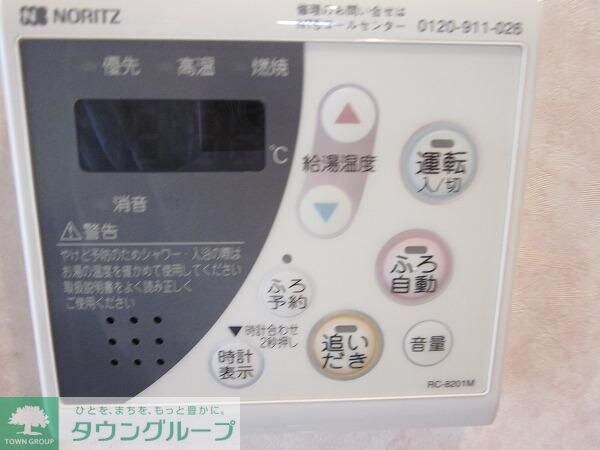 NORITZ
修理のお問い合せは
NTSコールセンター 0120-911-026
優先 高温 燃焼
℃
給湯温度
運転
入/切
消音
警告
やけど予防のためシャワー・入浴の際は
お湯の温度を確かめて使用してください
取扱説明書をよく読み正しく
ご使用ください
ふろ
自動
ふろ
予約
▼時計合わせ
2秒押し
時計
表示
追い
だき
音量
RC-8201M
TOWN GROUP
ひとを、まちを、もっと豊かに。
タウングループ